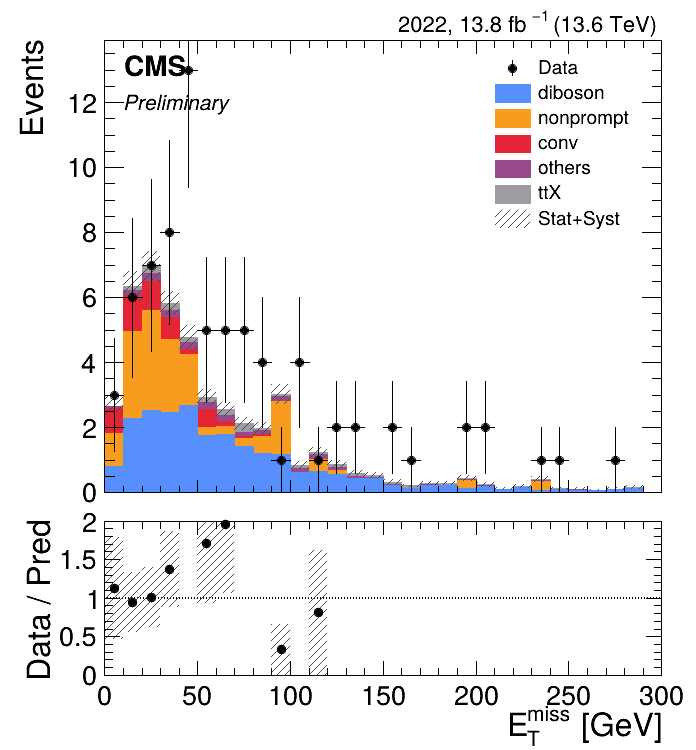 2022, 13.8 fb⁻¹ (13.6 TeV)
CMS
Preliminary
Events
12
10
8
6
4
2
0
Data
diboson
nonprompt
conv
others
ttX
Stat+Syst
Data / Pred
2
1.5
1
0.5
0
0 50 100 150 200 250 300
E_T^miss [GeV]